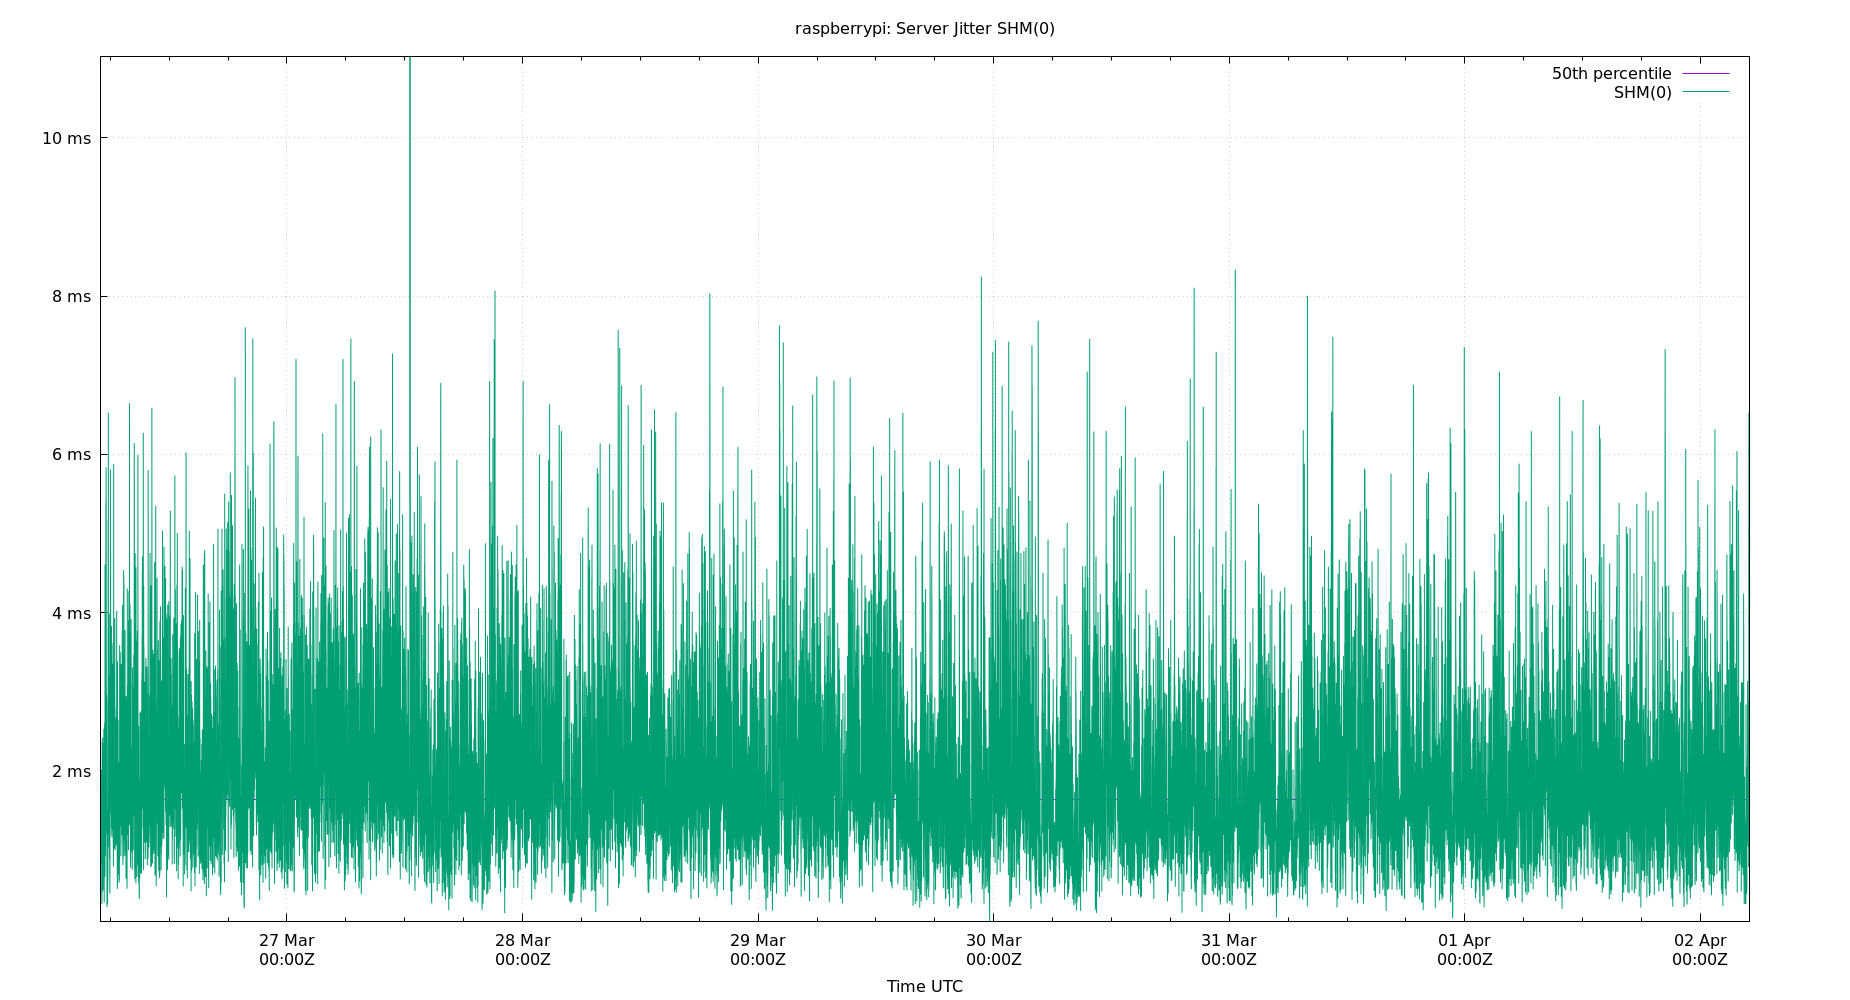 raspberrypi: Server Jitter SHM(0)
50th percentile
SHM(0)
10 ms
8 ms
6 ms
4 ms
2 ms
27 Mar
00:00Z
28 Mar
00:00Z
29 Mar
00:00Z
30 Mar
00:00Z
31 Mar
00:00Z
01 Apr
00:00Z
02 Apr
00:00Z
Time UTC